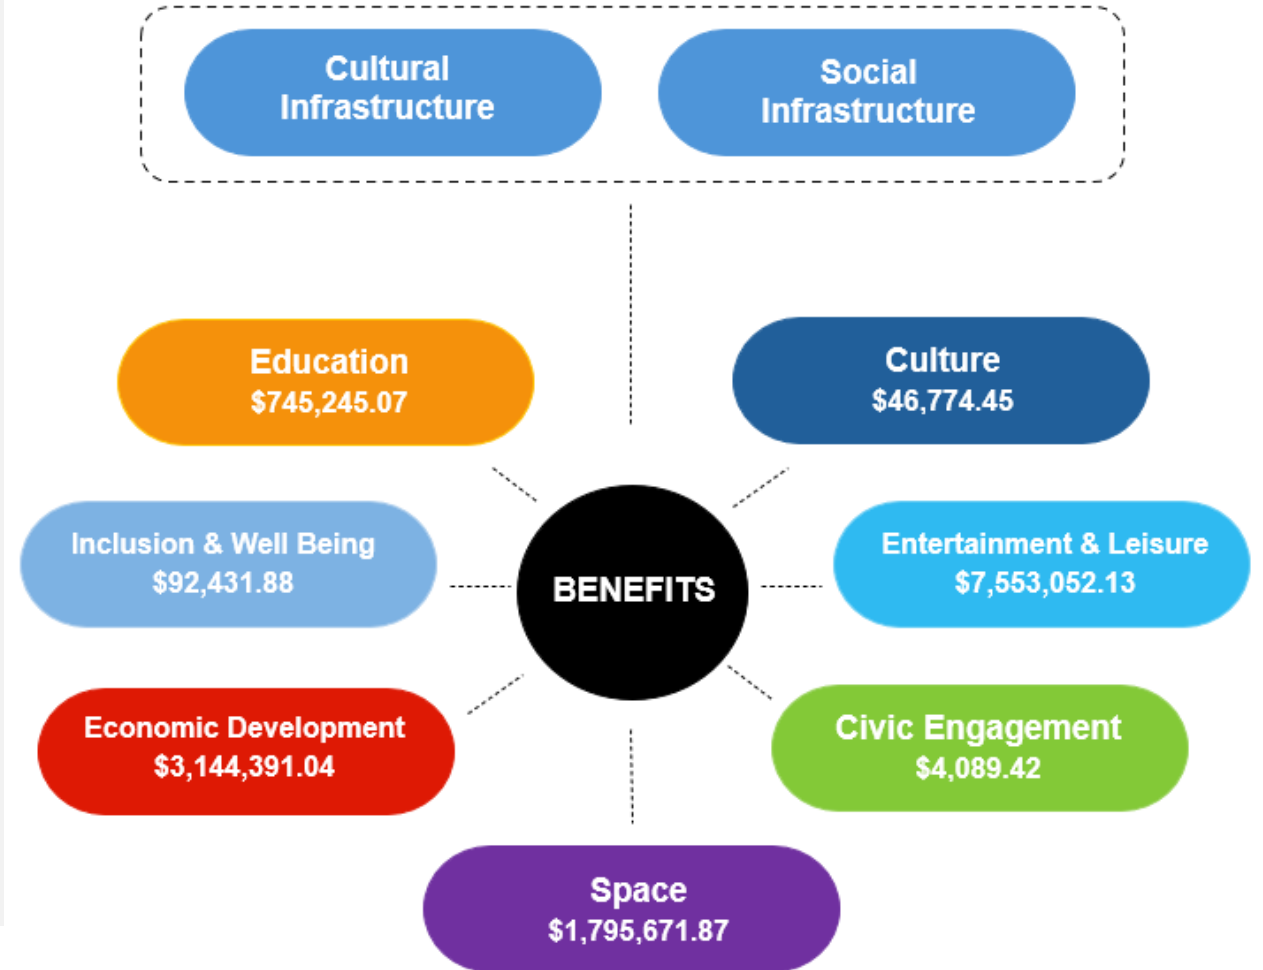 Cultural
Infrastructure
Social
Infrastructure
Education
$745,245.07
Culture
$46,774.45
Inclusion & Well Being
$92,431.88
BENEFITS
Entertainment & Leisure
$7,553,052.13
Economic Development
$3,144,391.04
Civic Engagement
$4,089.42
Space
$1,795,671.87